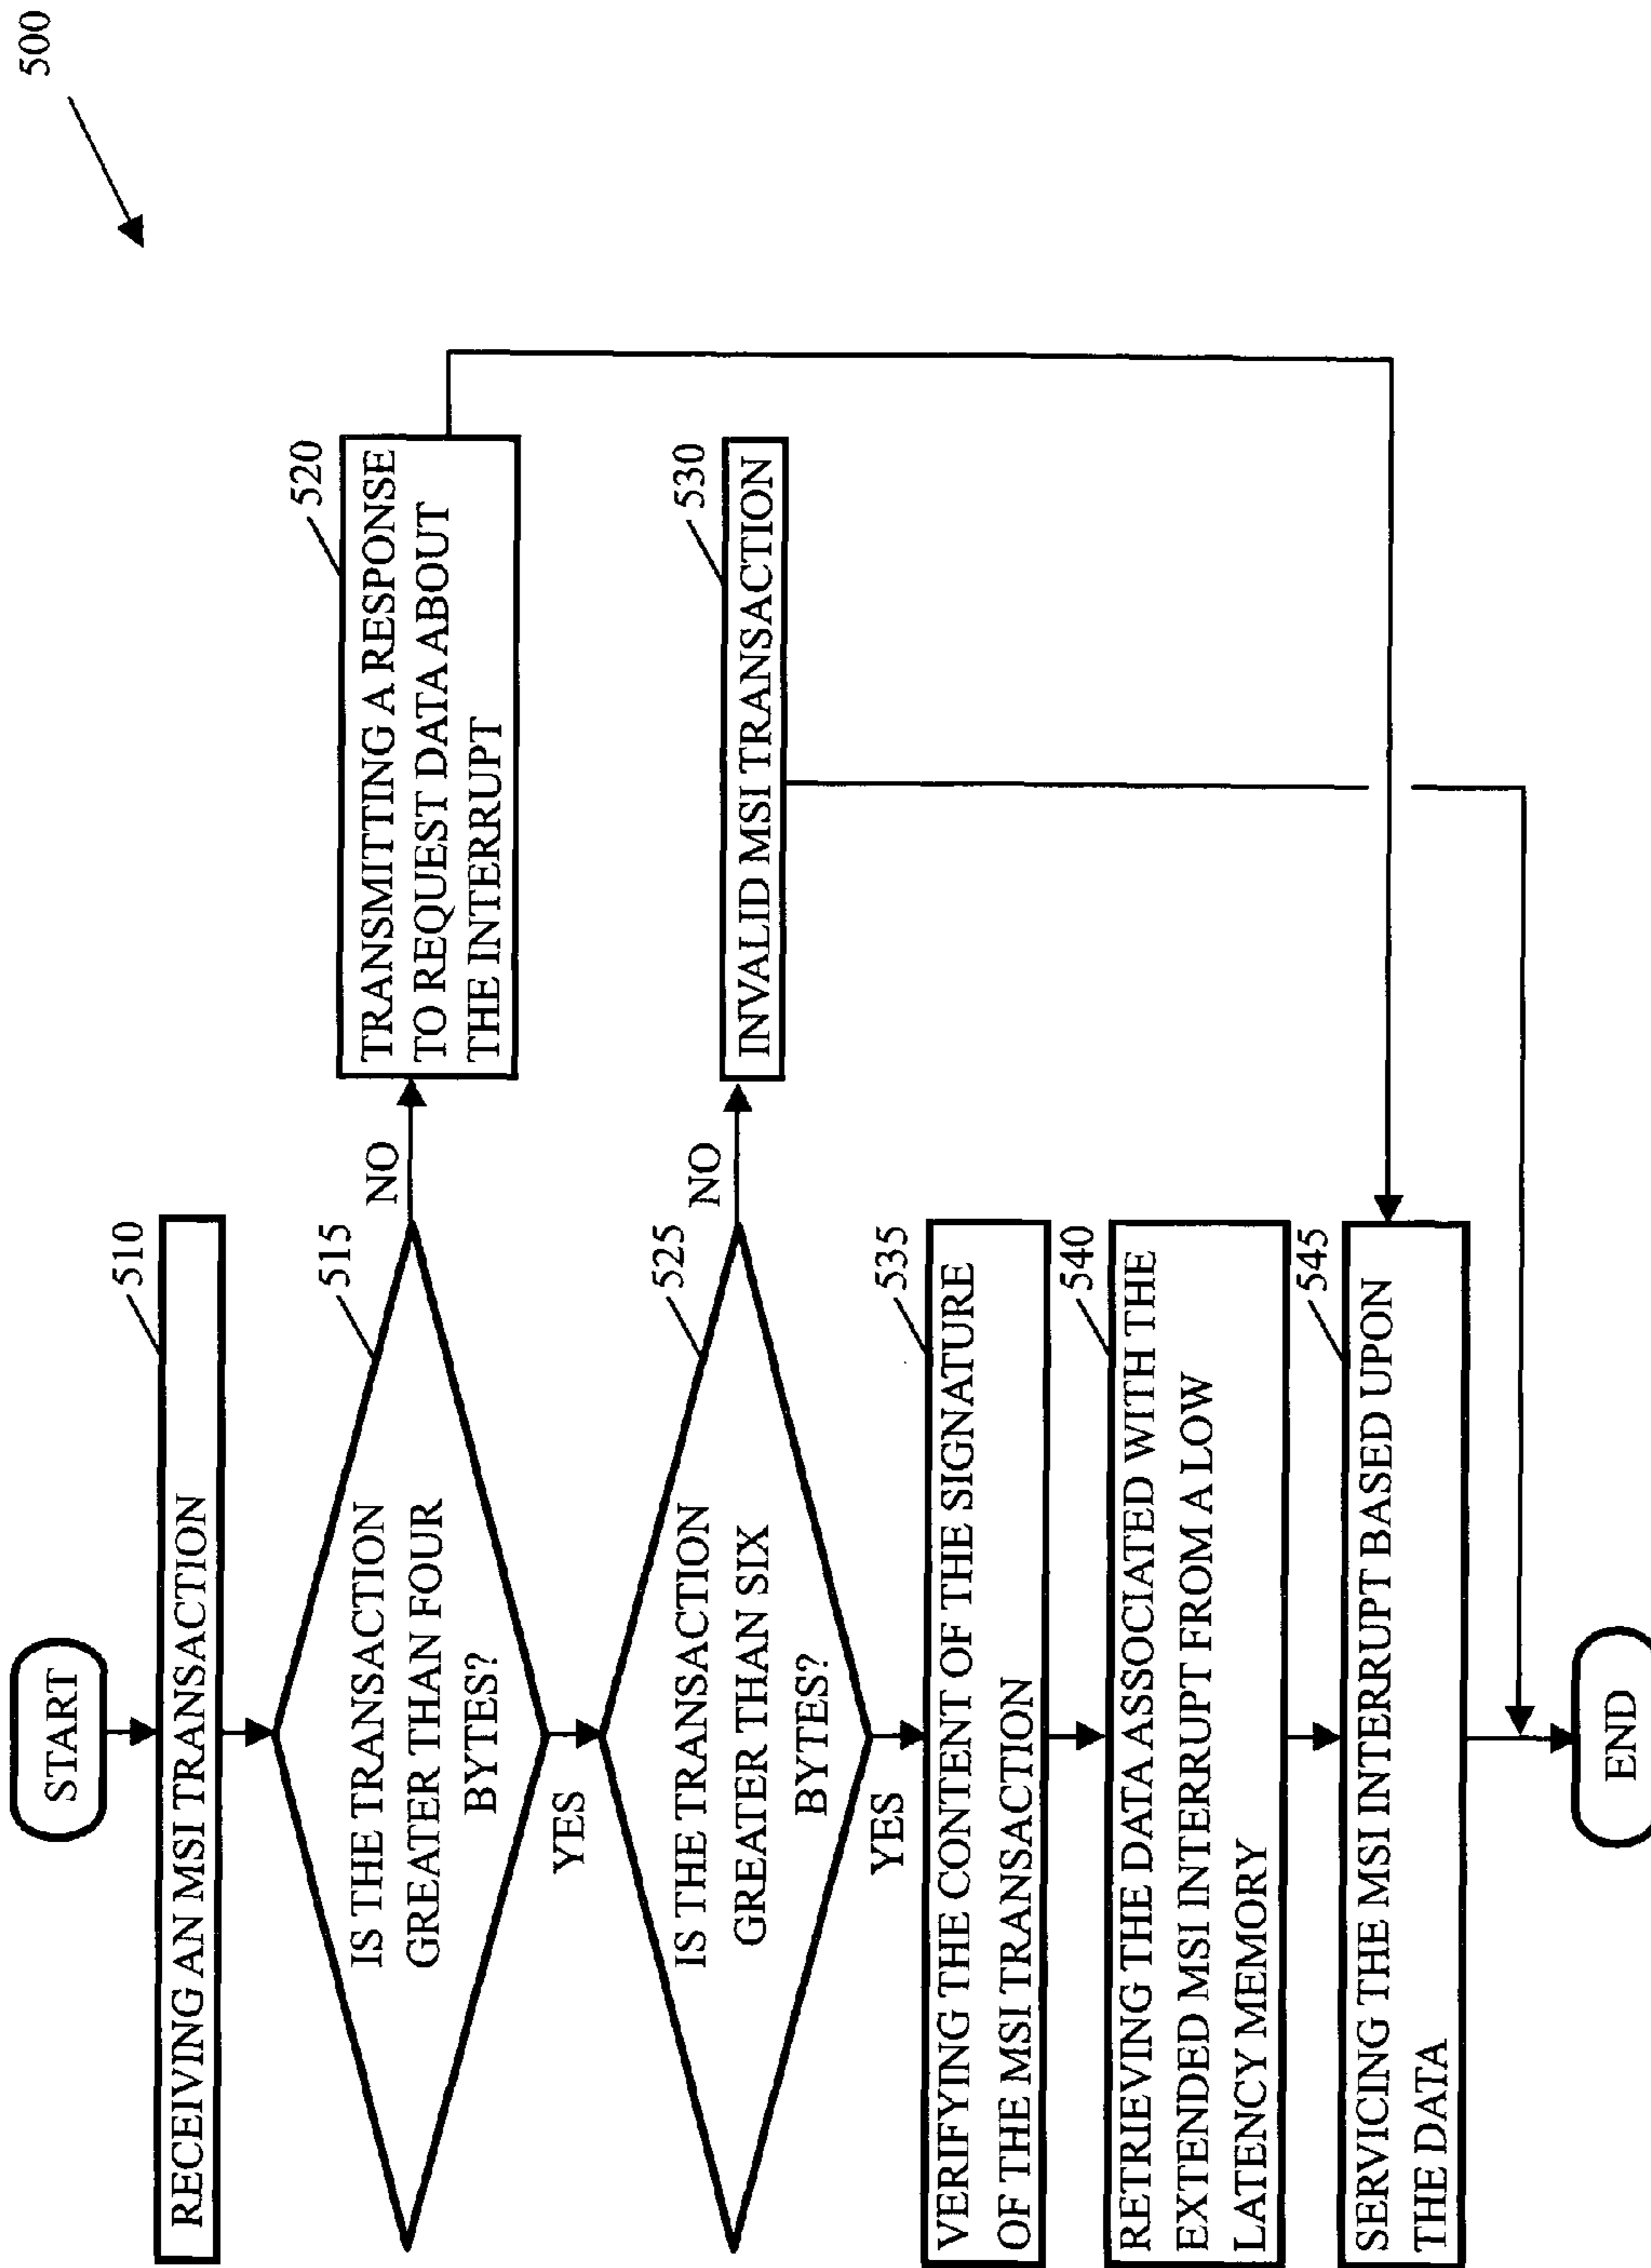 500
START
510
RECEIVING AN MSI TRANSACTION
515
IS THE TRANSACTION
GREATER THAN FOUR
BYTES?
NO
520
TRANSMITTING A RESPONSE
TO REQUEST DATA ABOUT
THE INTERRUPT
YES
525
IS THE TRANSACTION
GREATER THAN SIX
BYTES?
NO
530
INVALID MSI TRANSACTION
YES
535
VERIFYING THE CONTENT OF THE SIGNATURE
OF THE MSI TRANSACTION
540
RETRIEVING THE DATA ASSOCIATED WITH THE
EXTENDED MSI INTERRUPT FROM A LOW
LATENCY MEMORY
545
SERVICING THE MSI INTERRUPT BASED UPON
THE DATA
END